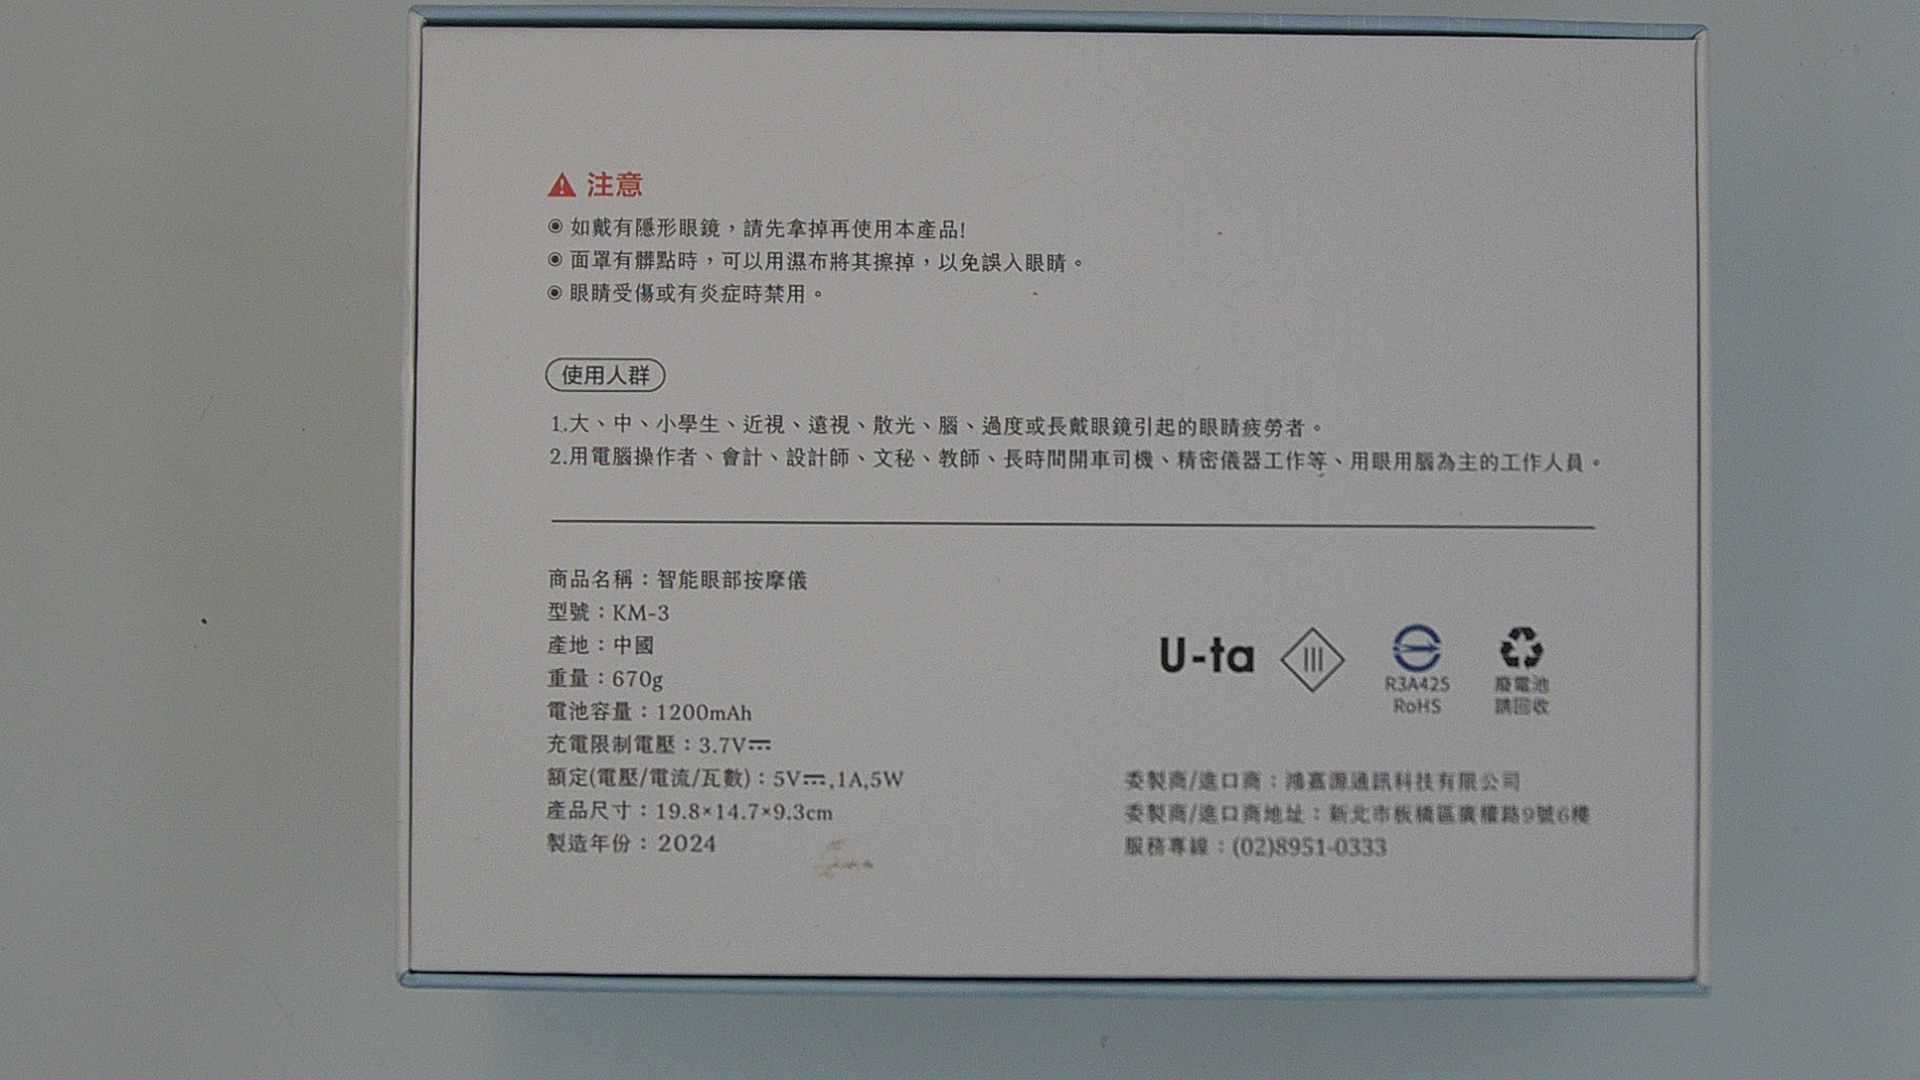 注意
◉ 如戴有隱形眼鏡，請先拿掉再使用本產品!
◉ 面罩有髒點時，可以用濕布將其擦掉，以免誤入眼睛。
◉ 眼睛受傷或有炎症時禁用。
使用人群
1.大、中、小學生、近視、遠視、散光、腦、過度或長戴眼鏡引起的眼睛疲勞者。
2.用電腦操作者、會計、設計師、文秘、教師、長時間開車司機、精密儀器工作等、用眼用腦為主的工作人員。
商品名稱：智能眼部按摩儀
型號：KM-3
產地：中國
重量：670g
電池容量：1200mAh
充電限制電壓：3.7V⎓
額定(電壓/電流/瓦數)：5V⎓,1A,5W
產品尺寸：19.8×14.7×9.3cm
製造年份：2024
U-ta
III
R3A425
RoHS
廢電池
請回收
委製商/進口商：鴻嘉源通訊科技有限公司
委製商/進口商地址：新北市板橋區廣權路9號6樓
服務專線：(02)8951-0333